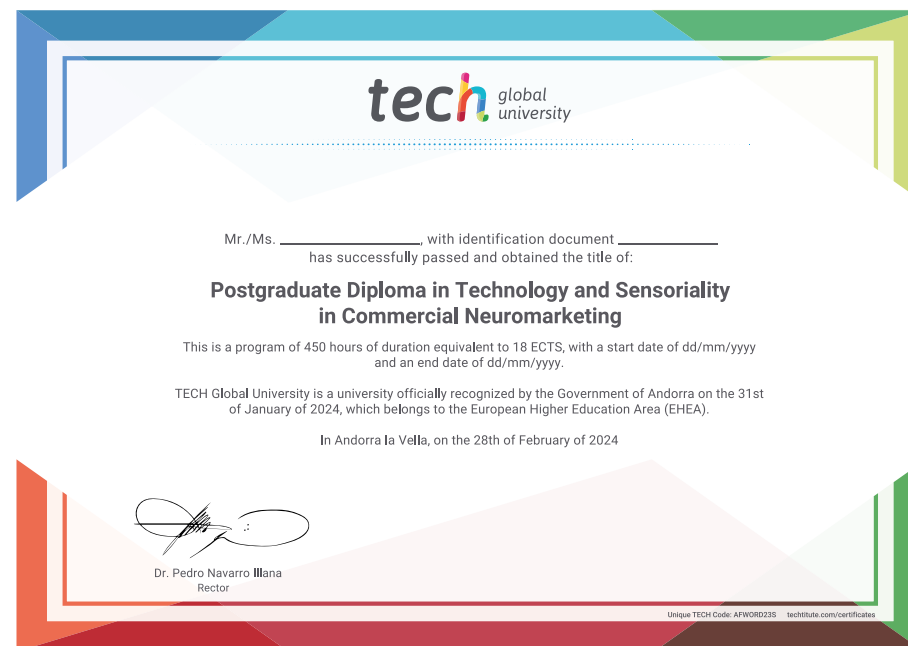 tech global university
Mr./Ms. ____________________, with identification document ______________
has successfully passed and obtained the title of:
Postgraduate Diploma in Technology and Sensoriality
in Commercial Neuromarketing
This is a program of 450 hours of duration equivalent to 18 ECTS, with a start date of dd/mm/yyyy
and an end date of dd/mm/yyyy.
TECH Global University is a university officially recognized by the Government of Andorra on the 31st
of January of 2024, which belongs to the European Higher Education Area (EHEA).
In Andorra la Vella, on the 28th of February of 2024
Dr. Pedro Navarro Illana
Rector
Unique TECH Code: AFWORD23S techtitute.com/certificates